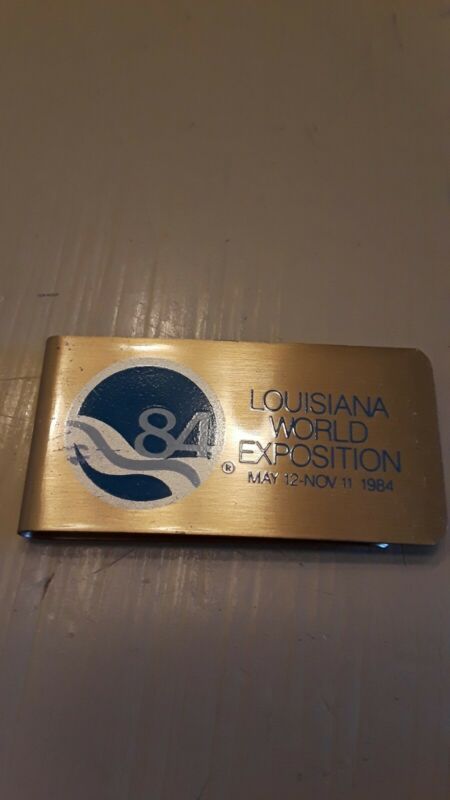 84
®
LOUISIANA
WORLD
EXPOSITION
MAY 12-NOV 11 1984